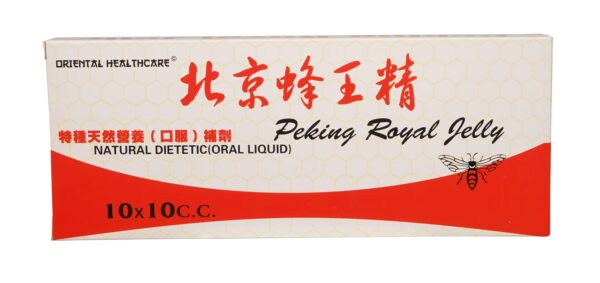 ORIENTAL HEALTHCARE©
北京蜂王精
Peking Royal Jelly
特種天然營養(口服)補劑
NATURAL DIETETIC(ORAL LIQUID)
10x10C.C.